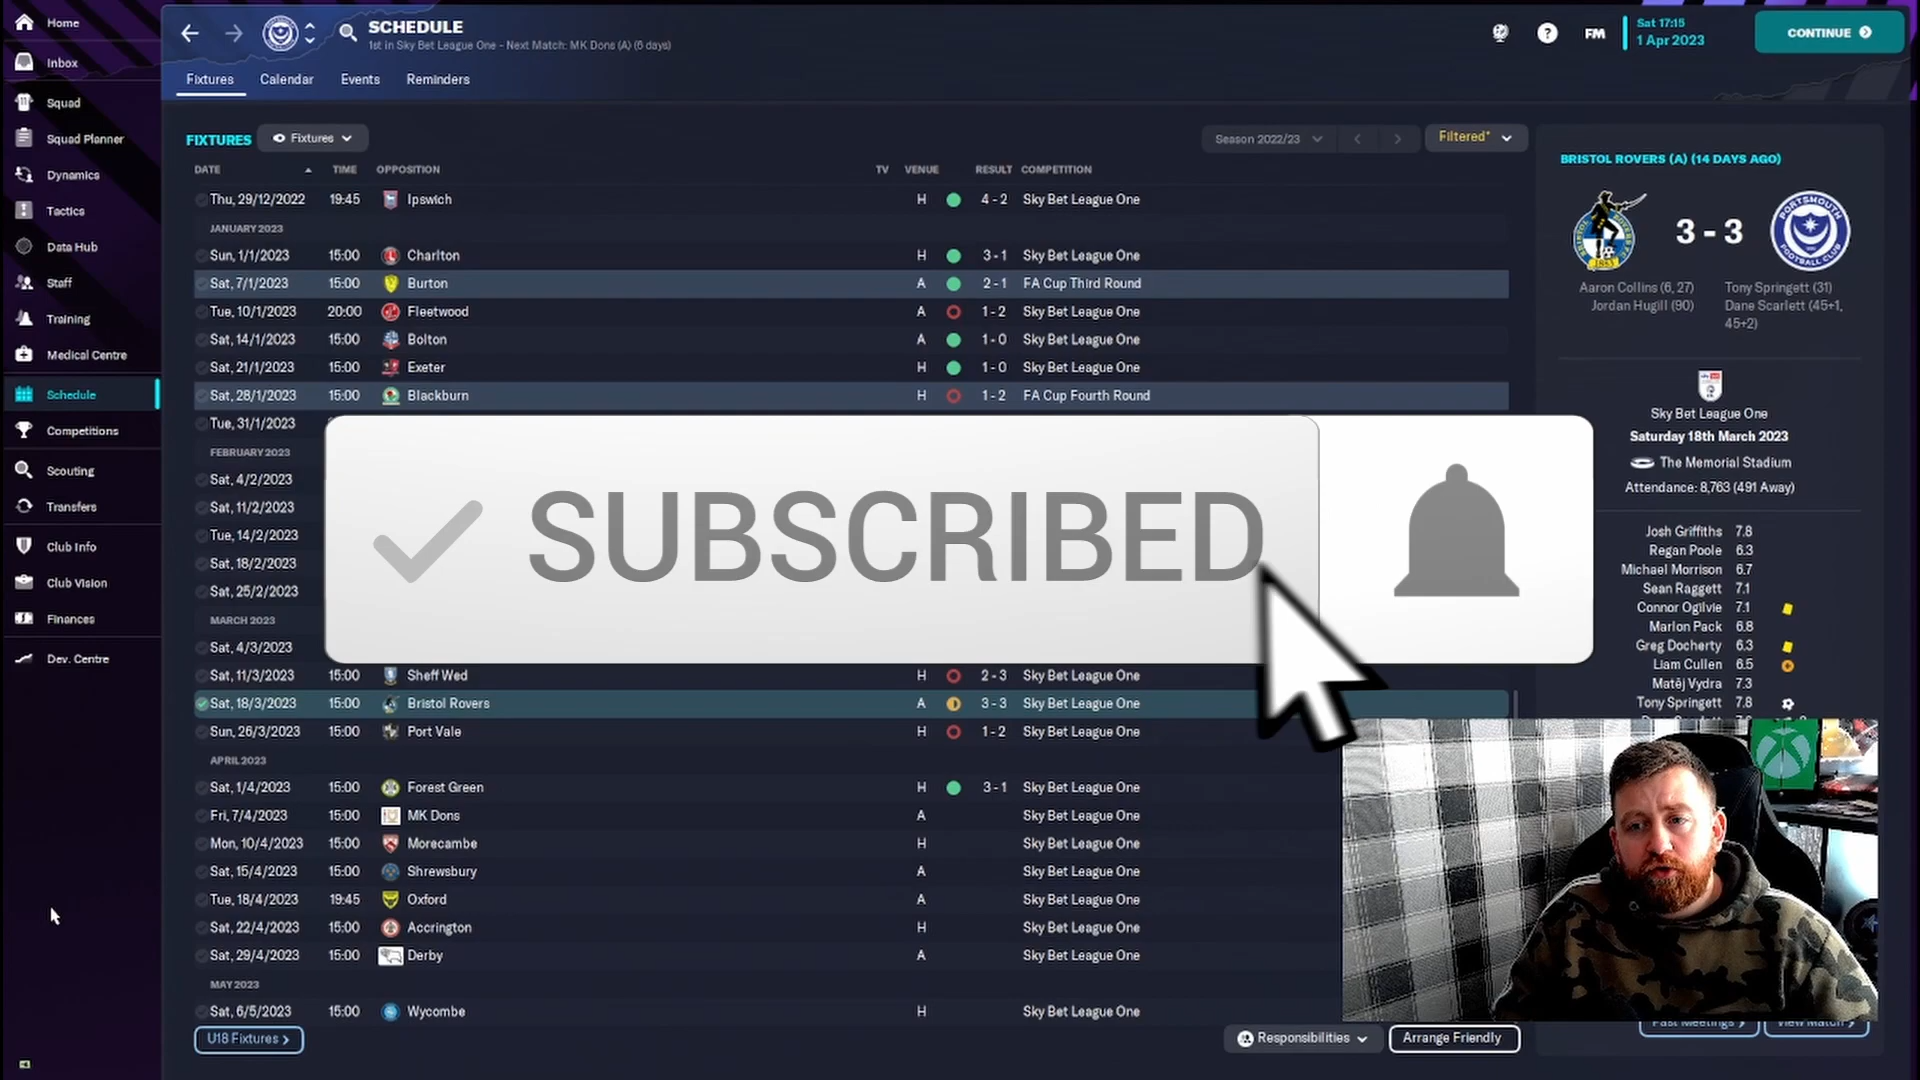 Home
Inbox
Squad
Squad Planner
Dynamics
Tactics
Data Hub
Staff
Training
Medical Centre
Schedule
Competitions
Scouting
Transfers
Club Info
Club Vision
Finances
Dev. Centre
SCHEDULE
1st in Sky Bet League One - Next Match: MK Dons (A) (6 days)
FM
Sat 17:15
1 Apr 2023
CONTINUE
Fixtures Calendar Events Reminders
FIXTURES Fixtures Season 2022/23 Filtered*
DATE TIME OPPOSITION TV VENUE RESULT COMPETITION
Thu, 29/12/2022 19:45 Ipswich H 4 - 2 Sky Bet League One
JANUARY 2023
Sun, 1/1/2023 15:00 Charlton H 3 - 1 Sky Bet League One
Sat, 7/1/2023 15:00 Burton A 2 - 1 FA Cup Third Round
Tue, 10/1/2023 20:00 Fleetwood A 1 - 2 Sky Bet League One
Sat, 14/1/2023 15:00 Bolton A 1 - 0 Sky Bet League One
Sat, 21/1/2023 15:00 Exeter H 1 - 0 Sky Bet League One
Sat, 28/1/2023 15:00 Blackburn H 1 - 2 FA Cup Fourth Round
Tue, 31/1/2023
FEBRUARY 2023
Sat, 4/2/2023
Sat, 11/2/2023
Tue, 14/2/2023
Sat, 18/2/2023
Sat, 25/2/2023
MARCH 2023
Sat, 4/3/2023
SUBSCRIBED
Sat, 11/3/2023 15:00 Sheff Wed H 2 - 3 Sky Bet League One
Sat, 18/3/2023 15:00 Bristol Rovers A 3 - 3 Sky Bet League One
Sun, 26/3/2023 15:00 Port Vale H 1 - 2 Sky Bet League One
APRIL 2023
Sat, 1/4/2023 15:00 Forest Green H 3 - 1 Sky Bet League One
Fri, 7/4/2023 15:00 MK Dons A Sky Bet League One
Mon, 10/4/2023 15:00 Morecambe H Sky Bet League One
Sat, 15/4/2023 15:00 Shrewsbury A Sky Bet League One
Tue, 18/4/2023 19:45 Oxford A Sky Bet League One
Sat, 22/4/2023 15:00 Accrington H Sky Bet League One
Sat, 29/4/2023 15:00 Derby A Sky Bet League One
MAY 2023
Sat, 6/5/2023 15:00 Wycombe H Sky Bet League One
U18 Fixtures Responsibilities Arrange Friendly
BRISTOL ROVERS (A) (14 DAYS AGO)
BRISTOL ROVERS F.C.
1883
3 - 3
PORTSMOUTH
FOOTBALL CLUB
Aaron Collins (6, 27)
Jordan Hugill (90)
Tony Springett (31)
Dane Scarlett (45+1,
45+2)
Sky Bet League One
Saturday 18th March 2023
The Memorial Stadium
Attendance: 8,763 (491 Away)
Josh Griffiths 7.8
Regan Poole 6.3
Michael Morrison 6.7
Sean Raggett 7.1
Connor Ogilvie 7.1
Marlon Pack 6.8
Greg Docherty 6.3
Liam Cullen 6.5
Matěj Vydra 7.3
Tony Springett 7.8
Past Meetings View Match